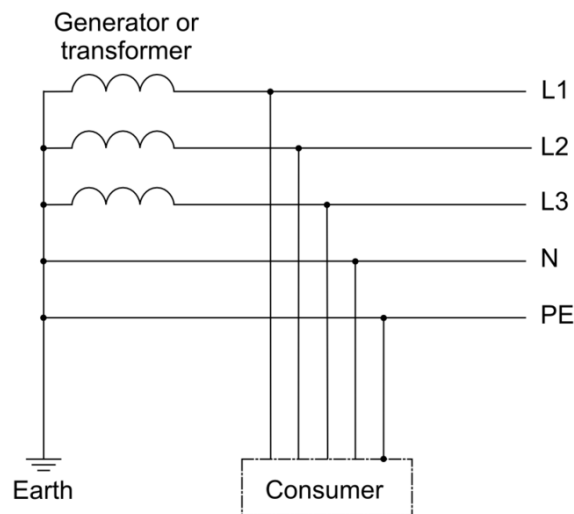 Generator or
transformer
L1
L2
L3
N
PE
Earth
Consumer